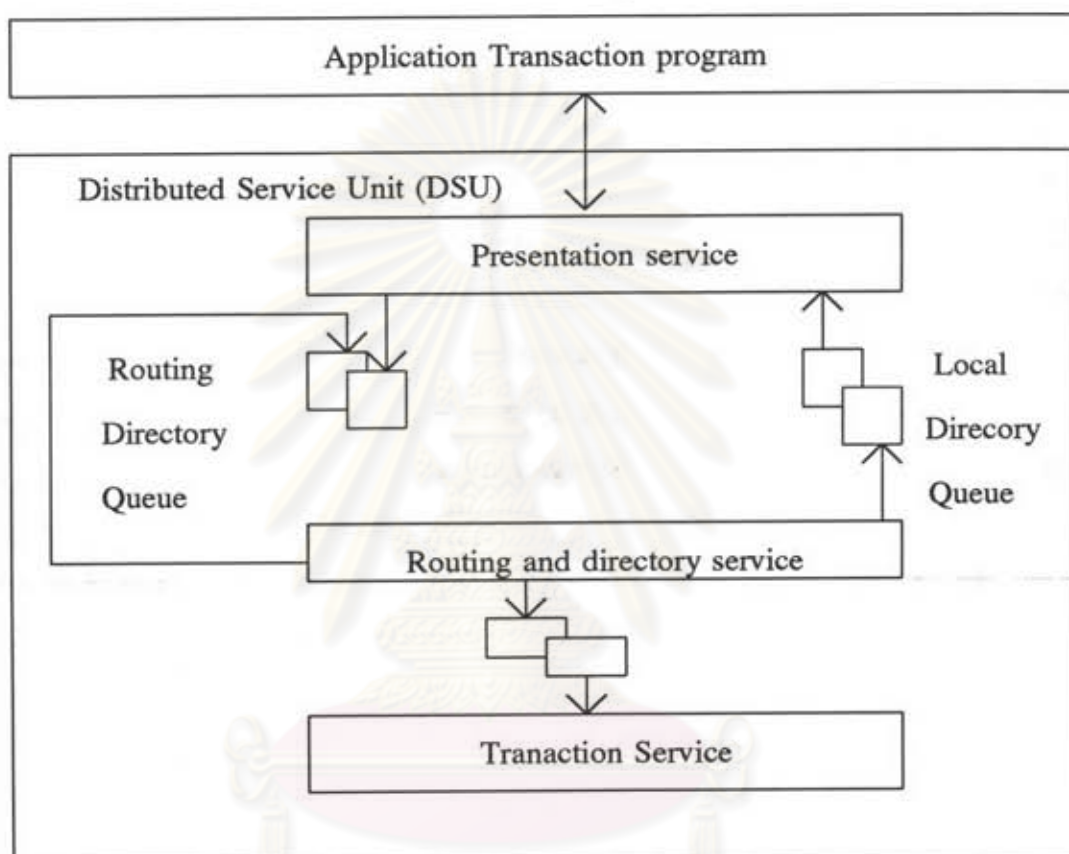 Application Transaction program
Distributed Service Unit (DSU)
Presentation service
Routing
Directory
Queue
Local
Direcory
Queue
Routing and directory service
Tranaction Service